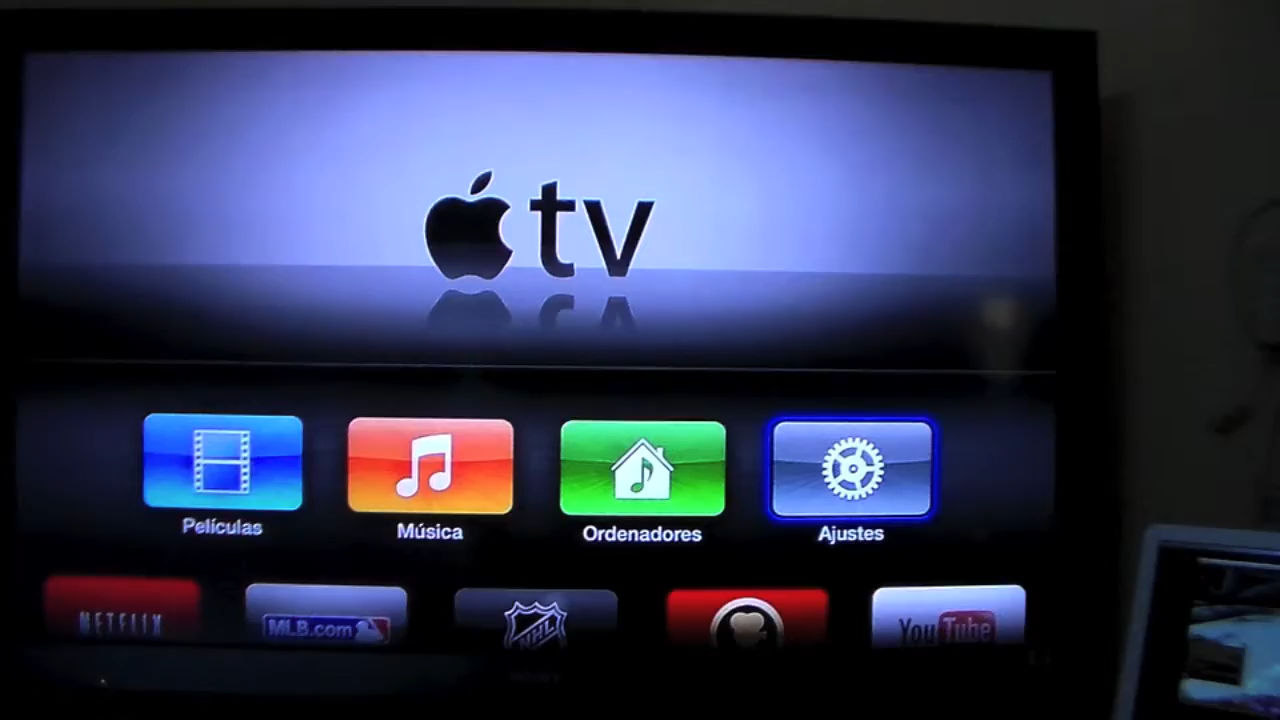 tv
Películas
Música
Ordenadores
Ajustes
NETFLIX
MLB.com
NHL
YouTube